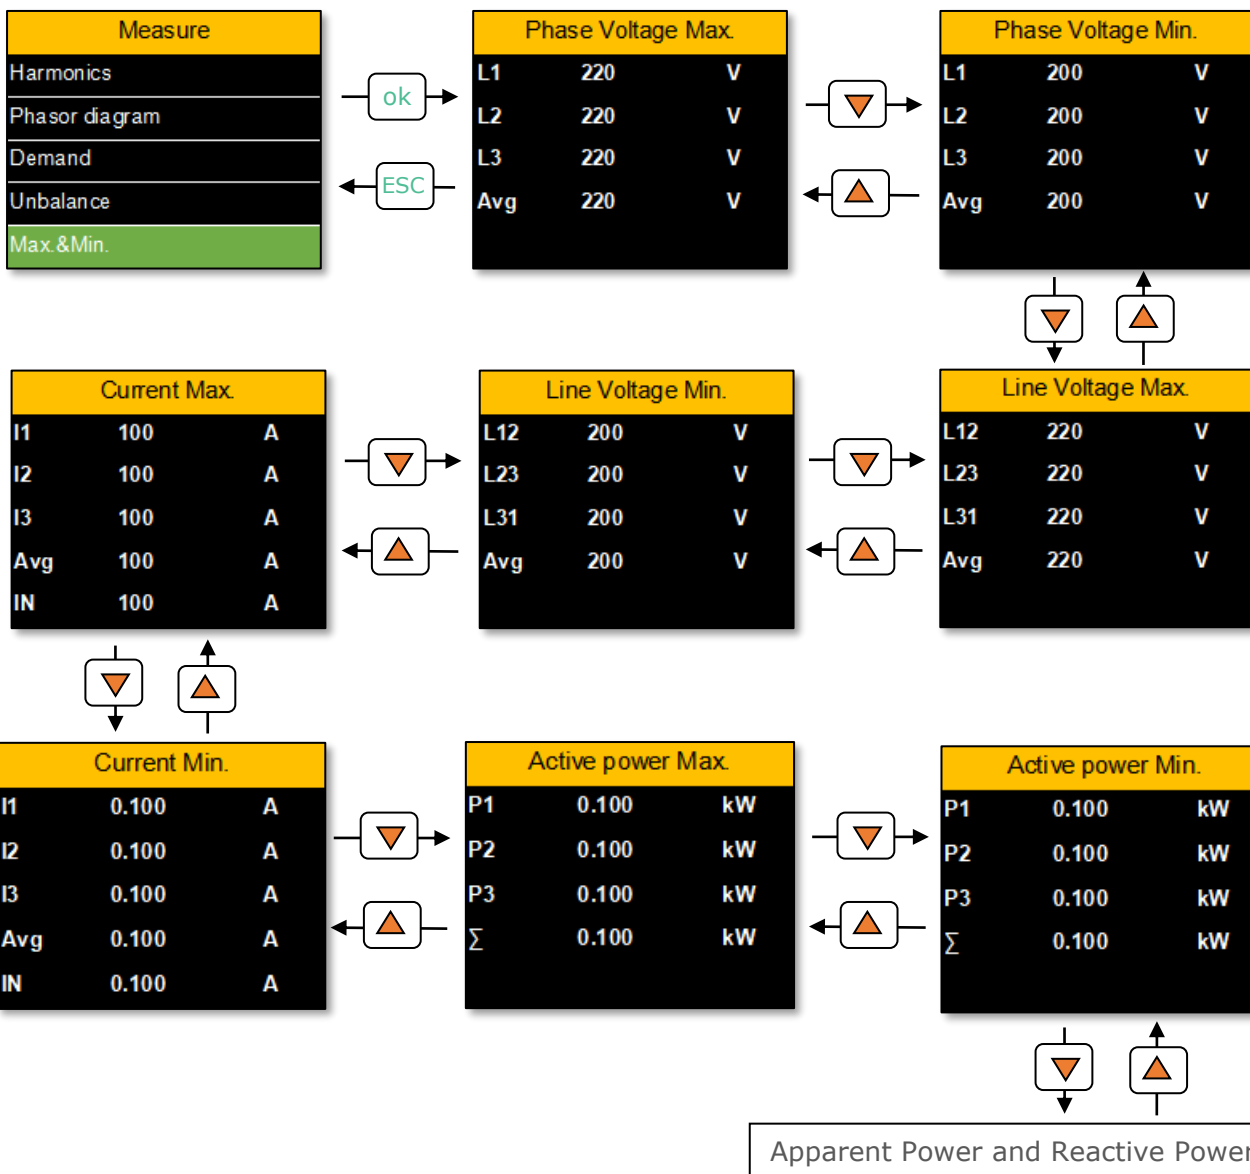 Measure
Harmonics
Phasor diagram
Demand
Unbalance
Max.&Min.
ok
ESC
Phase Voltage Max.
L1 220 V
L2 220 V
L3 220 V
Avg 220 V
Phase Voltage Min.
L1 200 V
L2 200 V
L3 200 V
Avg 200 V
Current Max.
I1 100 A
I2 100 A
I3 100 A
Avg 100 A
IN 100 A
Line Voltage Min.
L12 200 V
L23 200 V
L31 200 V
Avg 200 V
Line Voltage Max.
L12 220 V
L23 220 V
L31 220 V
Avg 220 V
Current Min.
I1 0.100 A
I2 0.100 A
I3 0.100 A
Avg 0.100 A
IN 0.100 A
Active power Max.
P1 0.100 kW
P2 0.100 kW
P3 0.100 kW
∑ 0.100 kW
Active power Min.
P1 0.100 kW
P2 0.100 kW
P3 0.100 kW
∑ 0.100 kW
Apparent Power and Reactive Power